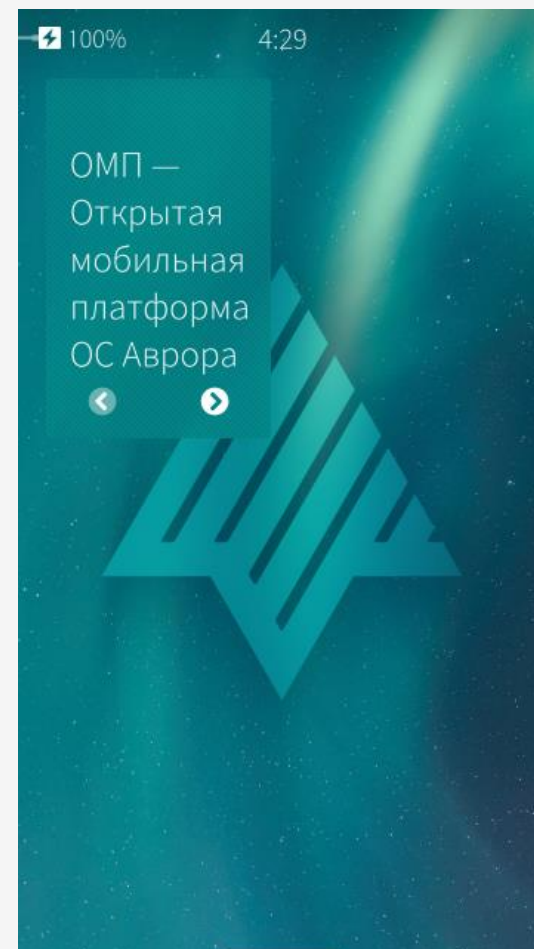 100% 4:29
ОМП —
Открытая
мобильная
платформа
ОС Аврора